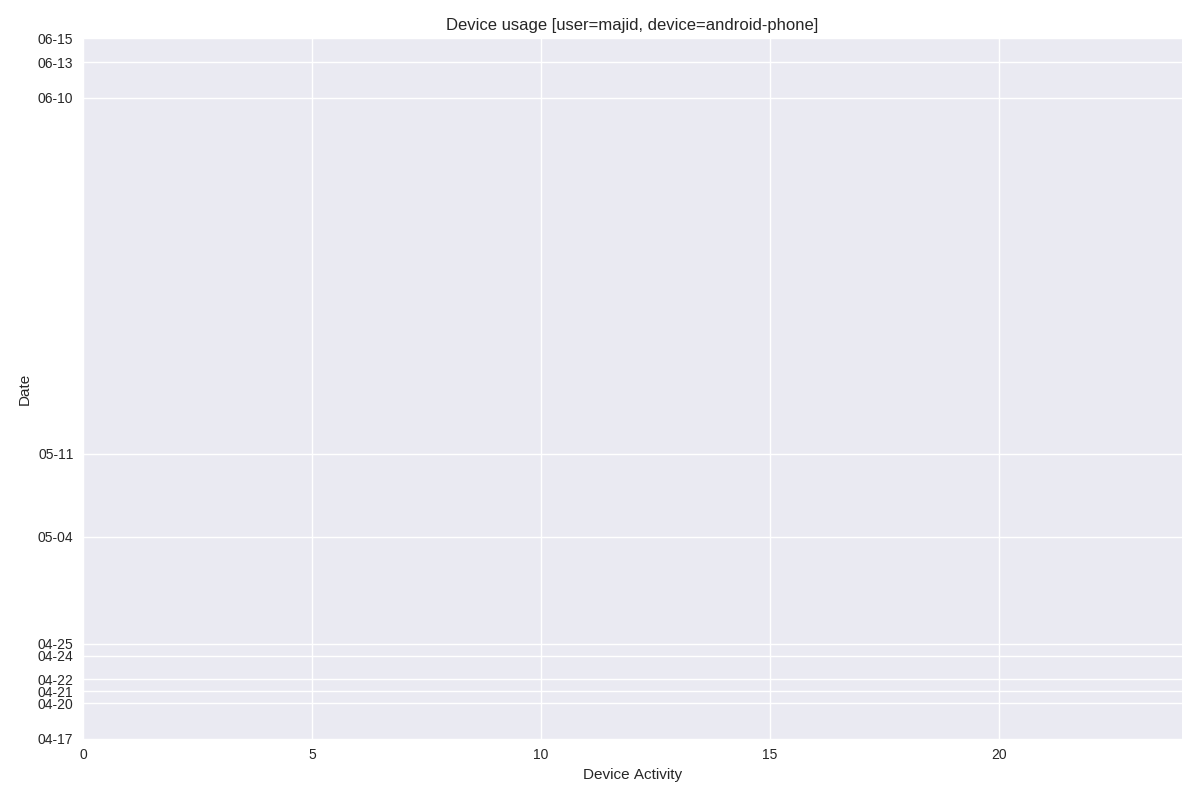 Device usage [user=majid, device=android-phone]
06-15
06-13
06-10
05-11
05-04
04-25
04-24
04-22
04-21
04-20
04-17
Date
0 5 10 15 20
Device Activity